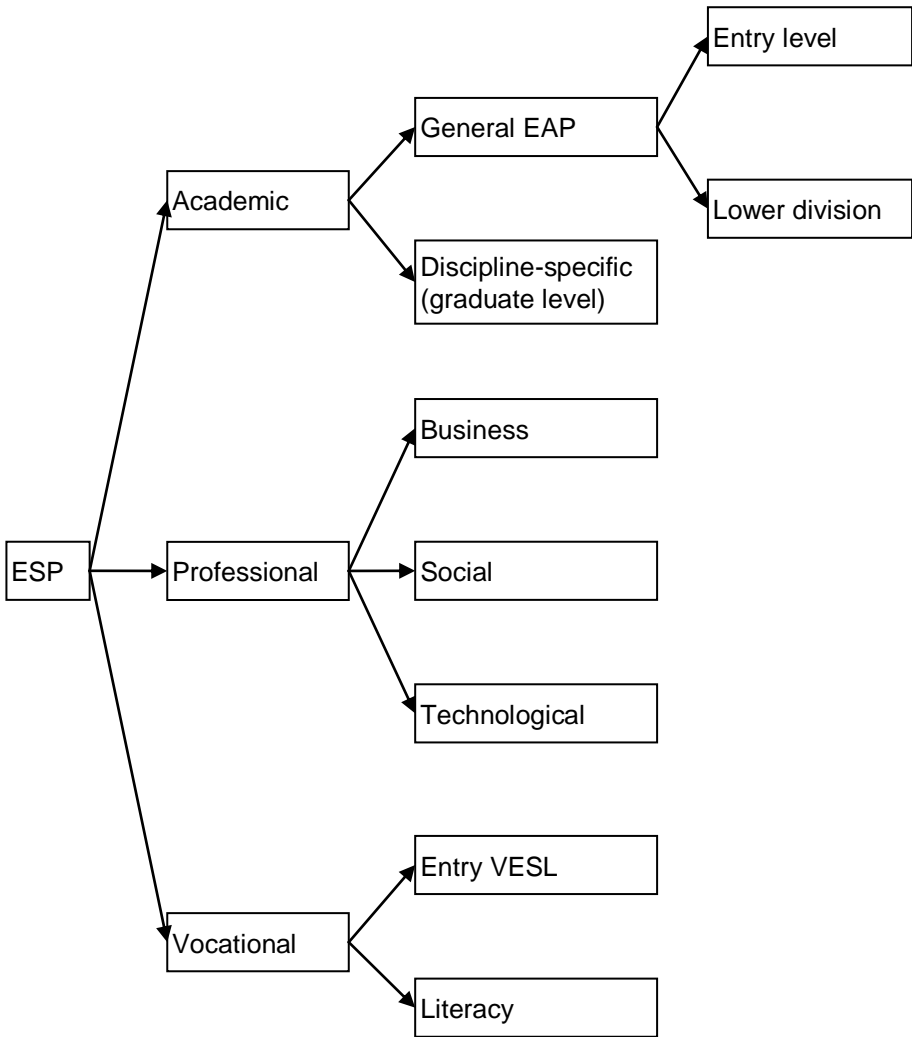 Entry level
General EAP
Academic
Lower division
Discipline-specific
(graduate level)
Business
ESP
Professional
Social
Technological
Entry VESL
Vocational
Literacy